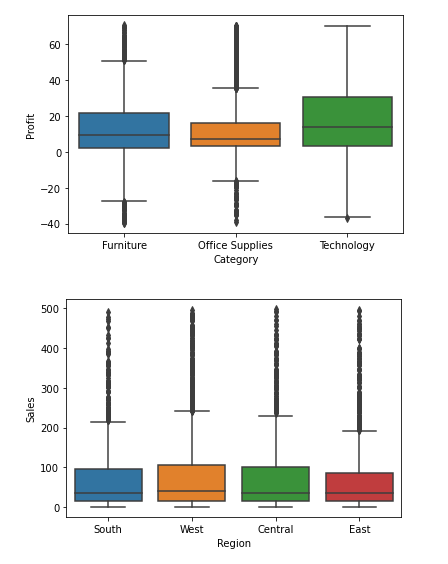 60
40
20
0
−20
−40
Profit
Furniture Office Supplies Technology
Category
500
400
300
200
100
0
Sales
South West Central East
Region